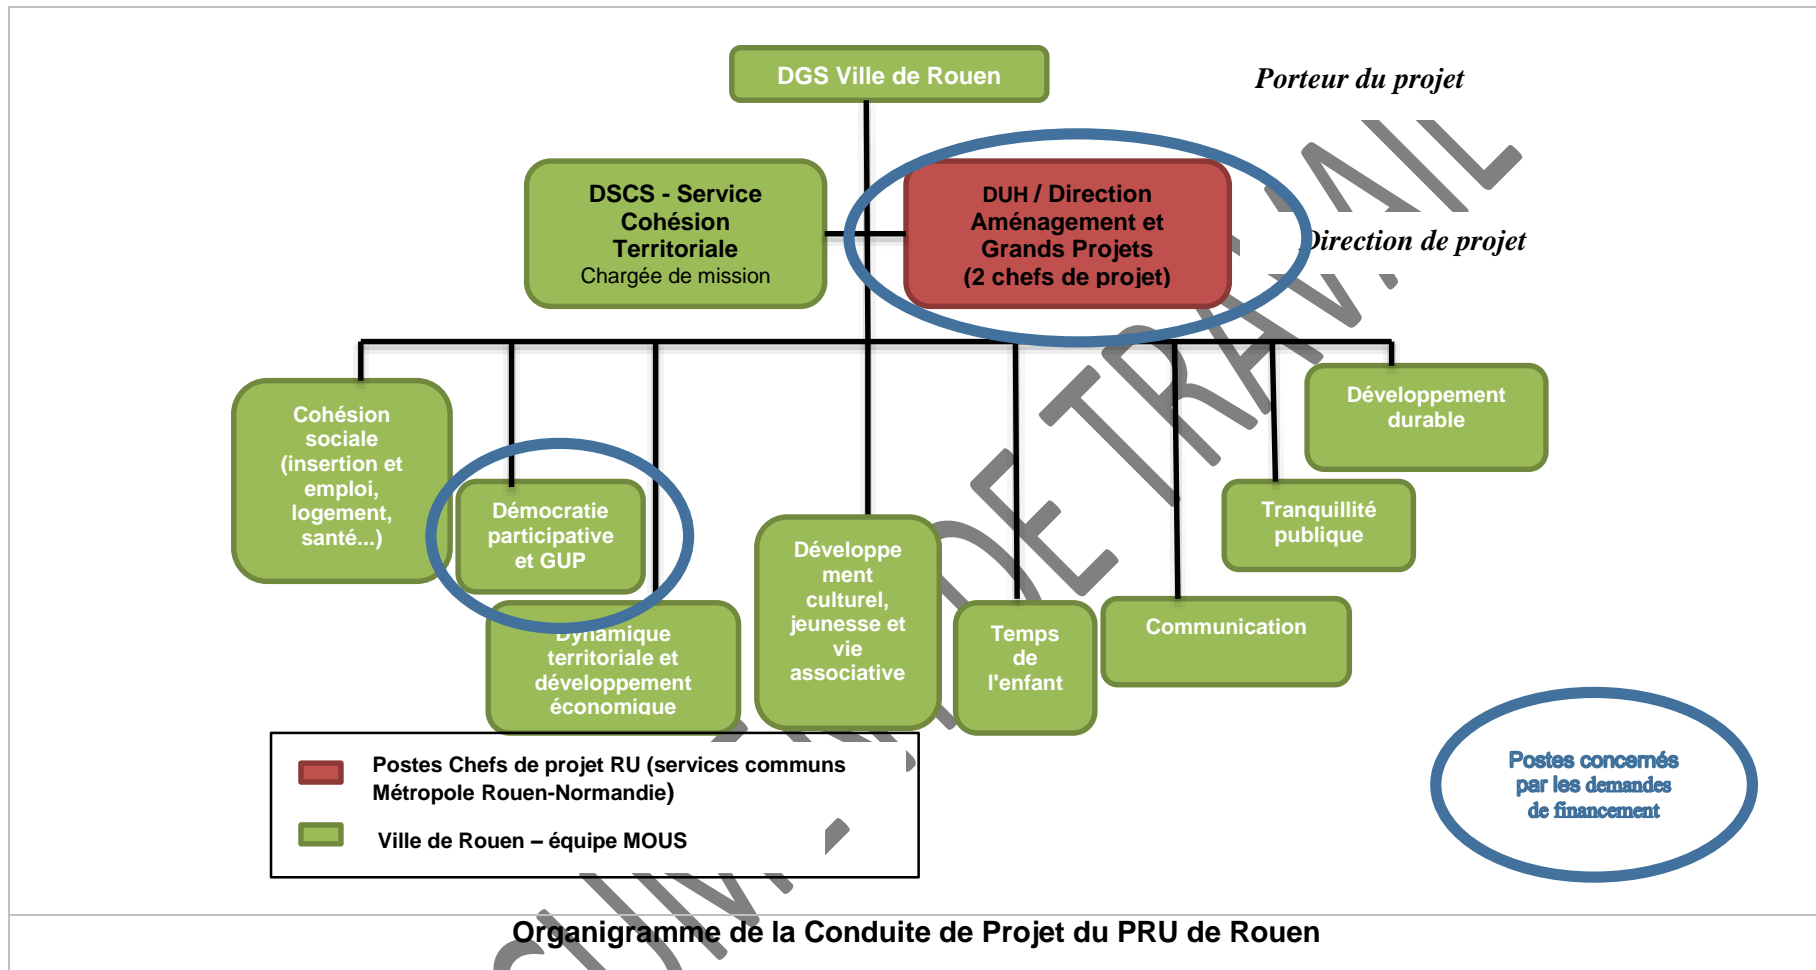 DGS Ville de Rouen
Porteur du projet
DSCS - Service
Cohésion
Territoriale
Chargée de mission
DUH / Direction
Aménagement et
Grands Projets
(2 chefs de projet)
Direction de projet
Cohésion
sociale
(insertion et
emploi,
logement,
santé...)
Démocratie
participative
et GUP
Dynamique
territoriale et
développement
économique
Développe
ment
culturel,
jeunesse et
vie
associative
Temps
de
l'enfant
Communication
Tranquillité
publique
Développement
durable
Postes Chefs de projet RU (services communs
Métropole Rouen-Normandie)
Ville de Rouen – équipe MOUS
Postes concernés
par les demandes
de financement
Organigramme de la Conduite de Projet du PRU de Rouen
DE TRAVAIL